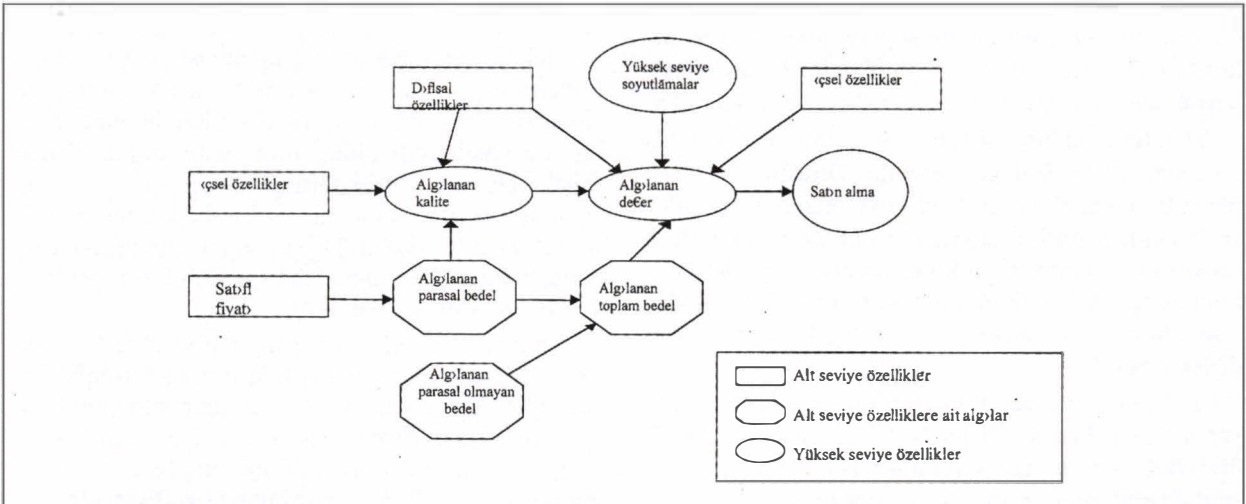 D›flsal
özellikler
Yüksek seviye
soyutlamalar
‹çsel özellikler
‹çsel özellikler
Alg›lanan
kalite
Alg›lanan
de€er
Sat›n alma
Sat›fl
fiyat›
Alg›lanan
parasal bedel
Alg›lanan
toplam bedel
Alg›lanan
parasal olmayan
bedel
Alt seviye özellikler
Alt seviye özelliklere ait alg›lar
Yüksek seviye özellikler